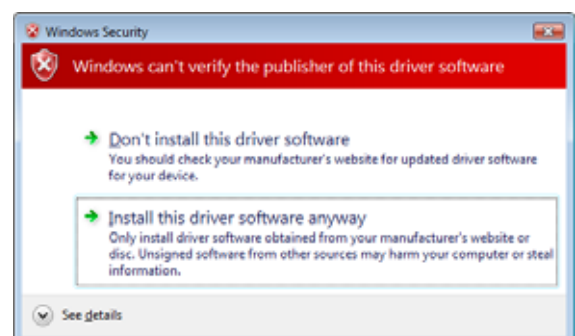 Windows Security
Windows can't verify the publisher of this driver software
Don't install this driver software
You should check your manufacturer's website for updated driver software
for your device.
Install this driver software anyway
Only install driver software obtained from your manufacturer's website or
disc. Unsigned software from other sources may harm your computer or steal
information.
See details